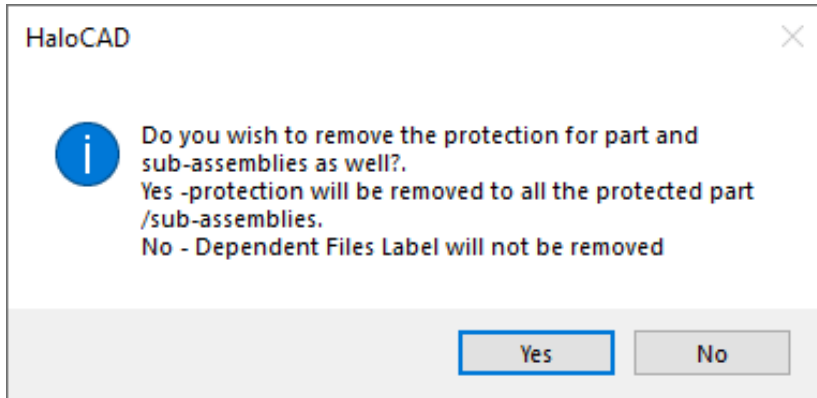 HaloCAD
Do you wish to remove the protection for part and
sub-assemblies as well?.
Yes -protection will be removed to all the protected part
/sub-assemblies.
No - Dependent Files Label will not be removed
Yes
No